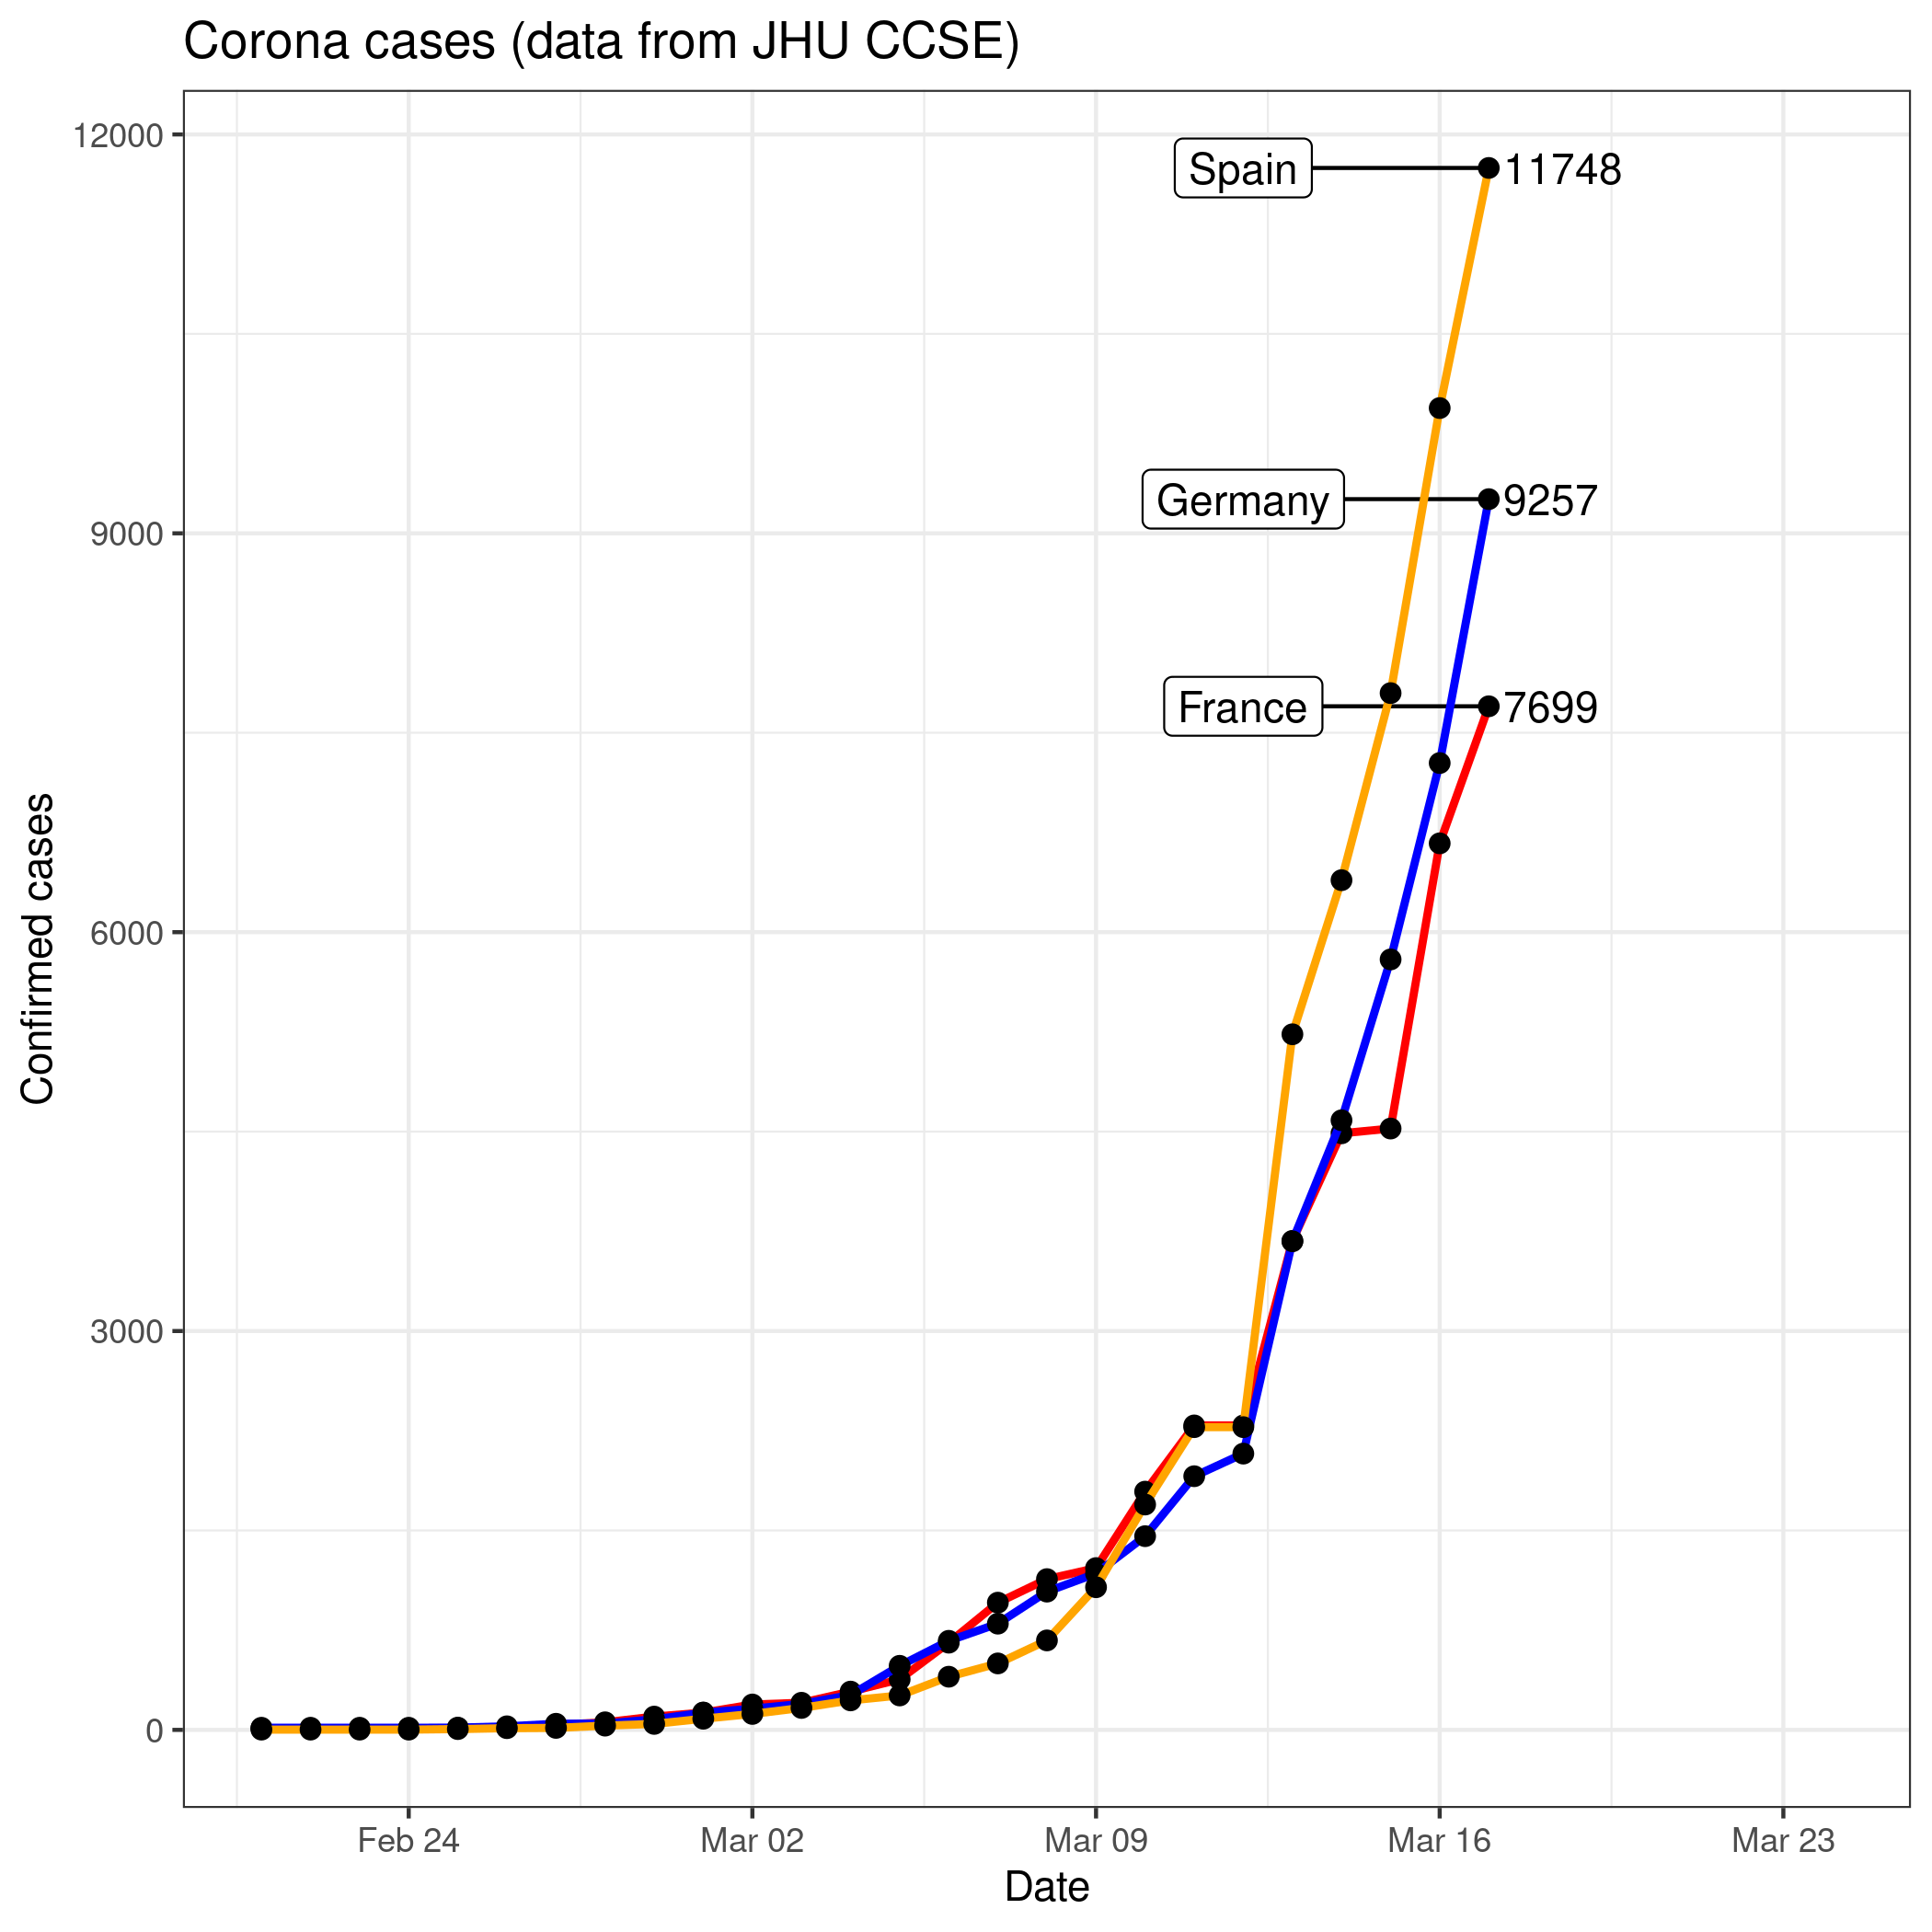 Corona cases (data from JHU CCSE)
12000
9000
6000
3000
0
Confirmed cases
Spain
11748
Germany
9257
France
7699
Feb 24
Mar 02
Mar 09
Mar 16
Mar 23
Date